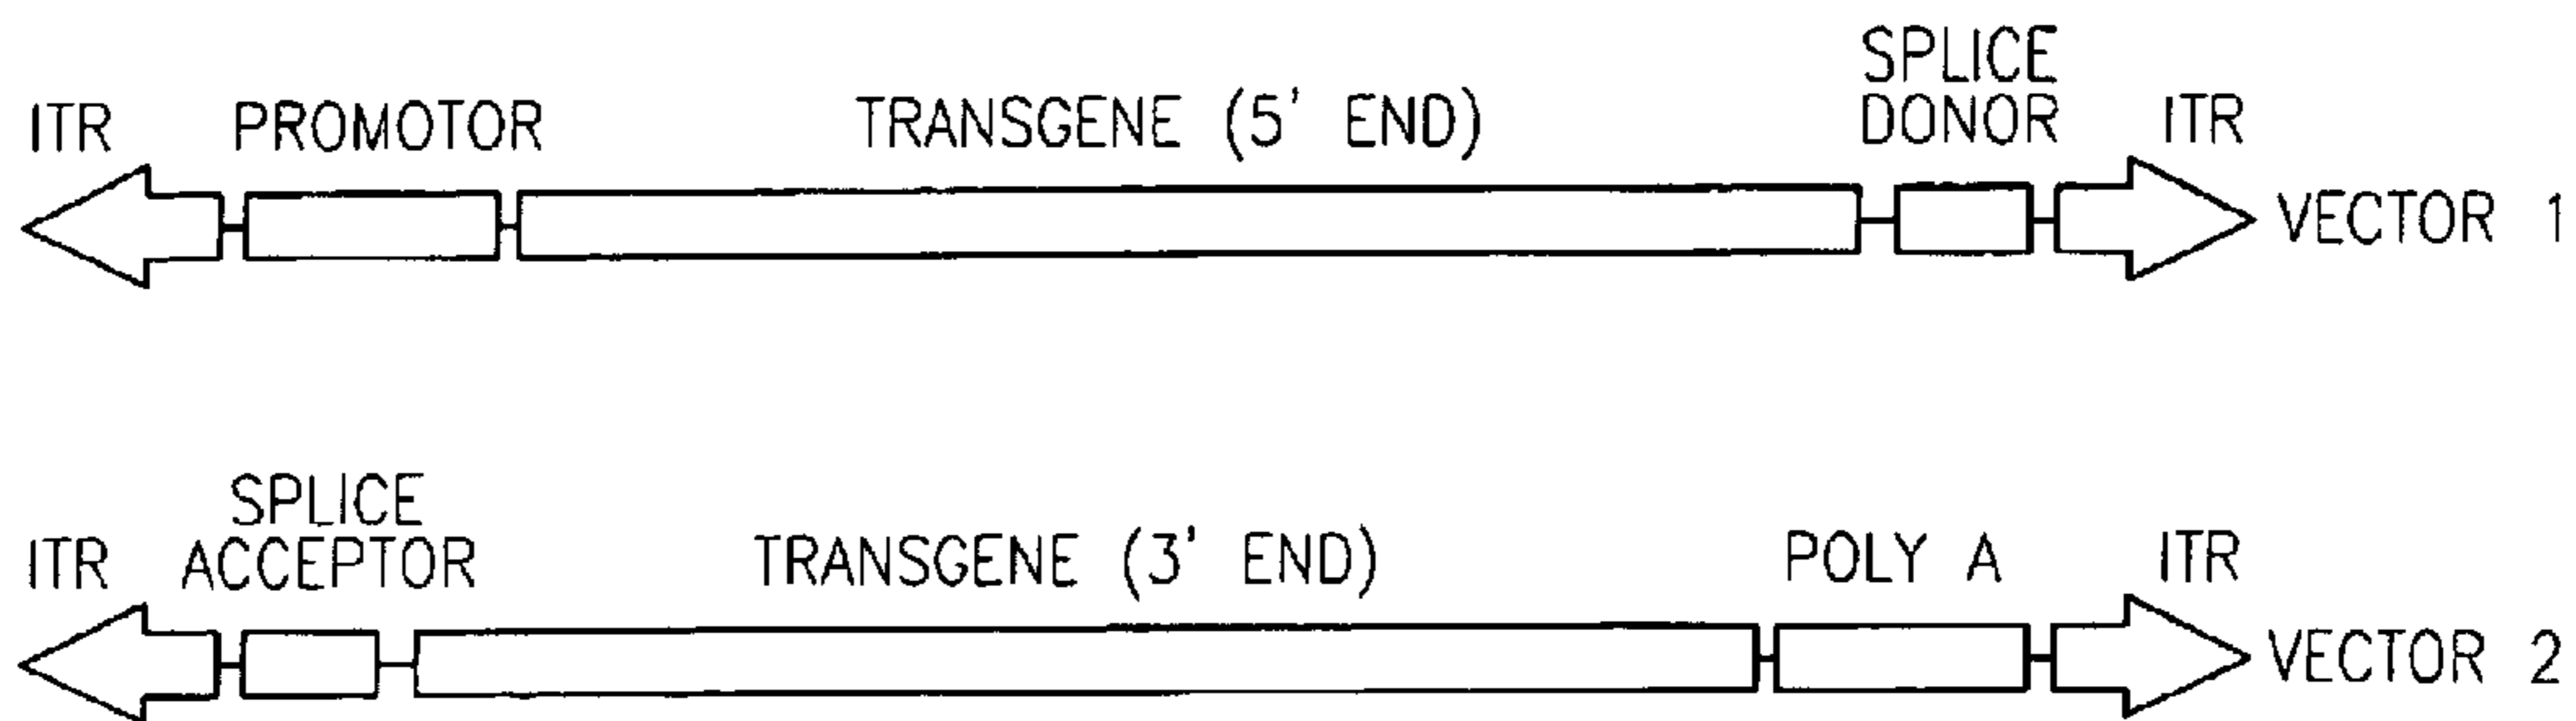 ITR PROMOTOR TRANSGENE (5' END) SPLICE DONOR ITR
VECTOR 1
ITR SPLICE ACCEPTOR TRANSGENE (3' END) POLY A ITR
VECTOR 2